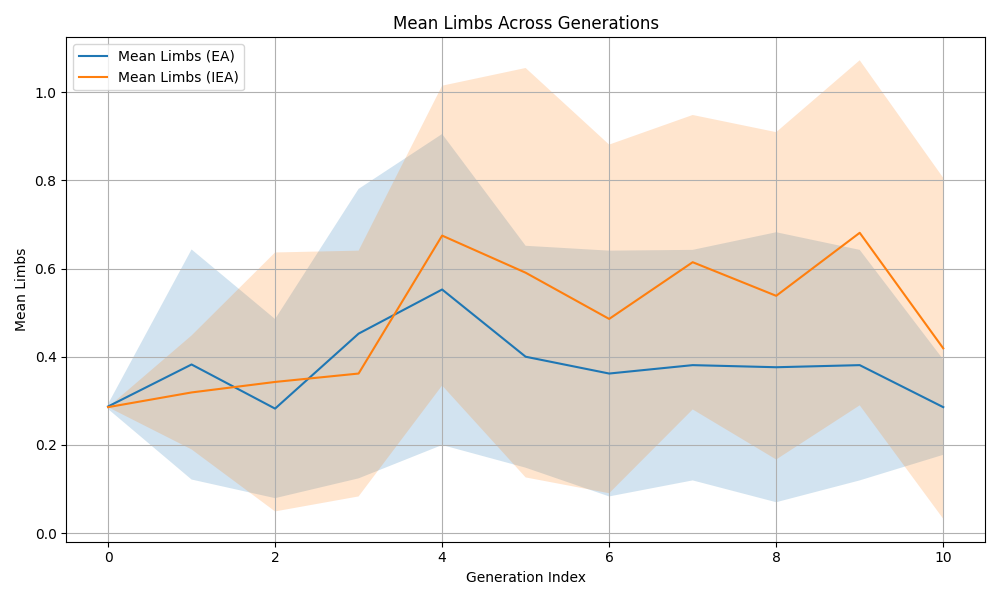 Mean Limbs Across Generations
Mean Limbs (EA)
Mean Limbs (IEA)
Mean Limbs
1.0
0.8
0.6
0.4
0.2
0.0
0 2 4 6 8 10
Generation Index